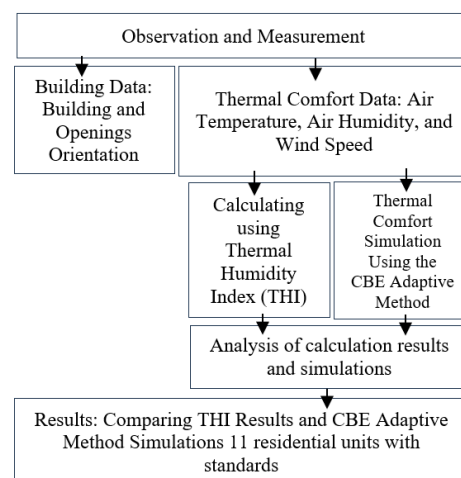 Observation and Measurement
Building Data:
Building and
Openings
Orientation
Thermal Comfort Data: Air
Temperature, Air Humidity, and
Wind Speed
Calculating
using
Thermal
Humidity
Index (THI)
Thermal
Comfort
Simulation
Using the
CBE Adaptive
Method
Analysis of calculation results
and simulations
Results: Comparing THI Results and CBE Adaptive
Method Simulations 11 residential units with
standards